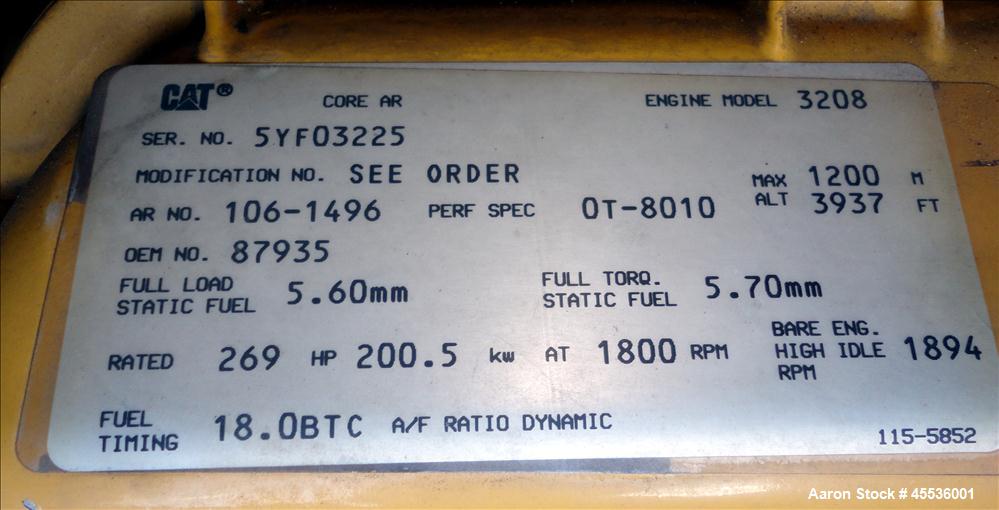 CAT® CORE AR ENGINE MODEL 3208
SER. NO. 5YF03225
MODIFICATION NO. SEE ORDER MAX 1200 M
AR NO. 106-1496 PERF SPEC OT-8010 ALT 3937 FT
OEM NO. 87935
FULL LOAD FULL TORQ.
STATIC FUEL 5.60mm STATIC FUEL 5.70mm
BARE ENG.
RATED 269 HP 200.5 kw AT 1800 RPM HIGH IDLE 1894
RPM
FUEL
TIMING 18.0BTC A/F RATIO DYNAMIC
115-5852
Aaron Stock # 45536001